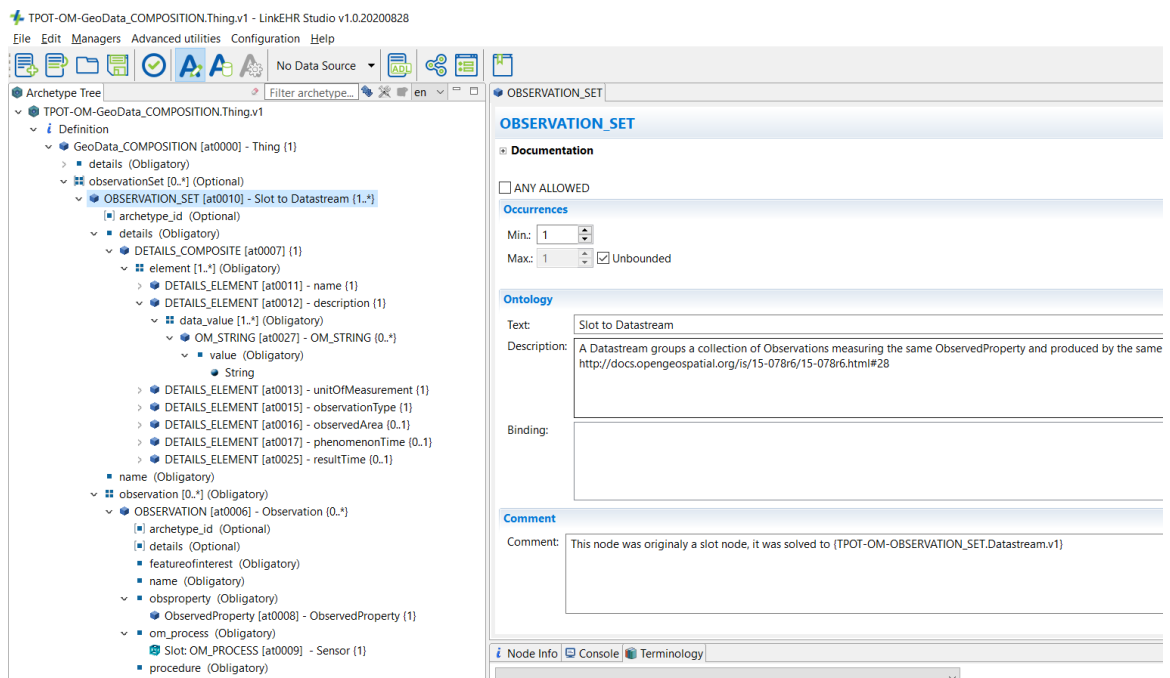 TPOT-OM-GeoData_COMPOSITION.Thing.v1 - LinkEHR Studio v1.0.20200828
File Edit Managers Advanced utilities Configuration Help
No Data Source
ADL
Archetype Tree
Filter archetype...
en
OBSERVATION_SET
TPOT-OM-GeoData_COMPOSITION.Thing.v1
Definition
GeoData_COMPOSITION [at0000] - Thing {1}
details (Obligatory)
observationSet [0..*] (Optional)
OBSERVATION_SET [at0010] - Slot to Datastream {1..*}
archetype_id (Optional)
details (Obligatory)
DETAILS_COMPOSITE [at0007] {1}
element [1..*] (Obligatory)
DETAILS_ELEMENT [at0011] - name {1}
DETAILS_ELEMENT [at0012] - description {1}
data_value [1..*] (Obligatory)
OM_STRING [at0027] - OM_STRING {0..*}
value (Obligatory)
String
DETAILS_ELEMENT [at0013] - unitOfMeasurement {1}
DETAILS_ELEMENT [at0015] - observationType {1}
DETAILS_ELEMENT [at0016] - observedArea {0..1}
DETAILS_ELEMENT [at0017] - phenomenonTime {0..1}
DETAILS_ELEMENT [at0025] - resultTime {0..1}
name (Obligatory)
observation [0..*] (Obligatory)
OBSERVATION [at0006] - Observation {0..*}
archetype_id (Optional)
details (Optional)
featureofinterest (Obligatory)
name (Obligatory)
obsproperty (Obligatory)
ObservedProperty [at0008] - ObservedProperty {1}
om_process (Obligatory)
Slot: OM_PROCESS [at0009] - Sensor {1}
procedure (Obligatory)
OBSERVATION_SET
Documentation
ANY ALLOWED
Occurrences
Min.: 1
Max.: 1 Unbounded
Ontology
Text: Slot to Datastream
Description: A Datastream groups a collection of Observations measuring the same ObservedProperty and produced by the same
http://docs.opengeospatial.org/is/15-078r6/15-078r6.html#28
Binding:
Comment
Comment: This node was originaly a slot node, it was solved to {TPOT-OM-OBSERVATION_SET.Datastream.v1}
Node Info Console Terminology